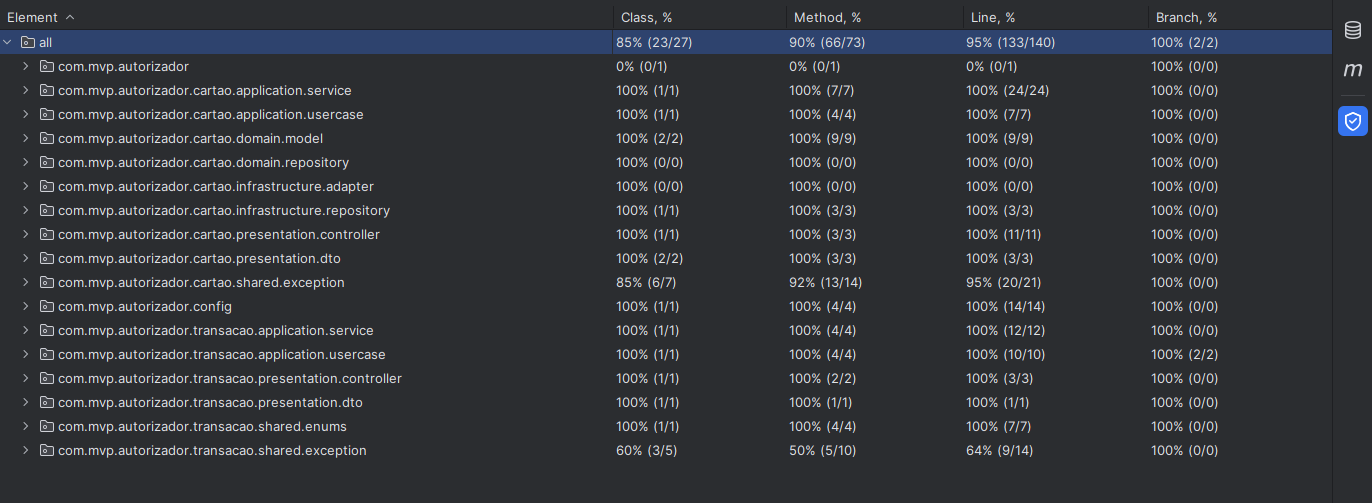 Element Class, % Method, % Line, % Branch, %
all 85% (23/27) 90% (66/73) 95% (133/140) 100% (2/2)
com.mvp.autorizador 0% (0/1) 0% (0/1) 0% (0/1) 100% (0/0)
com.mvp.autorizador.cartao.application.service 100% (1/1) 100% (7/7) 100% (24/24) 100% (0/0)
com.mvp.autorizador.cartao.application.usercase 100% (1/1) 100% (4/4) 100% (7/7) 100% (0/0)
com.mvp.autorizador.cartao.domain.model 100% (2/2) 100% (9/9) 100% (9/9) 100% (0/0)
com.mvp.autorizador.cartao.domain.repository 100% (0/0) 100% (0/0) 100% (0/0) 100% (0/0)
com.mvp.autorizador.cartao.infrastructure.adapter 100% (0/0) 100% (0/0) 100% (0/0) 100% (0/0)
com.mvp.autorizador.cartao.infrastructure.repository 100% (1/1) 100% (3/3) 100% (3/3) 100% (0/0)
com.mvp.autorizador.cartao.presentation.controller 100% (1/1) 100% (3/3) 100% (11/11) 100% (0/0)
com.mvp.autorizador.cartao.presentation.dto 100% (2/2) 100% (3/3) 100% (3/3) 100% (0/0)
com.mvp.autorizador.cartao.shared.exception 85% (6/7) 92% (13/14) 95% (20/21) 100% (0/0)
com.mvp.autorizador.config 100% (1/1) 100% (4/4) 100% (14/14) 100% (0/0)
com.mvp.autorizador.transacao.application.service 100% (1/1) 100% (4/4) 100% (12/12) 100% (0/0)
com.mvp.autorizador.transacao.application.usercase 100% (1/1) 100% (4/4) 100% (10/10) 100% (2/2)
com.mvp.autorizador.transacao.presentation.controller 100% (1/1) 100% (2/2) 100% (3/3) 100% (0/0)
com.mvp.autorizador.transacao.presentation.dto 100% (1/1) 100% (1/1) 100% (1/1) 100% (0/0)
com.mvp.autorizador.transacao.shared.enums 100% (1/1) 100% (4/4) 100% (7/7) 100% (0/0)
com.mvp.autorizador.transacao.shared.exception 60% (3/5) 50% (5/10) 64% (9/14) 100% (0/0)
m